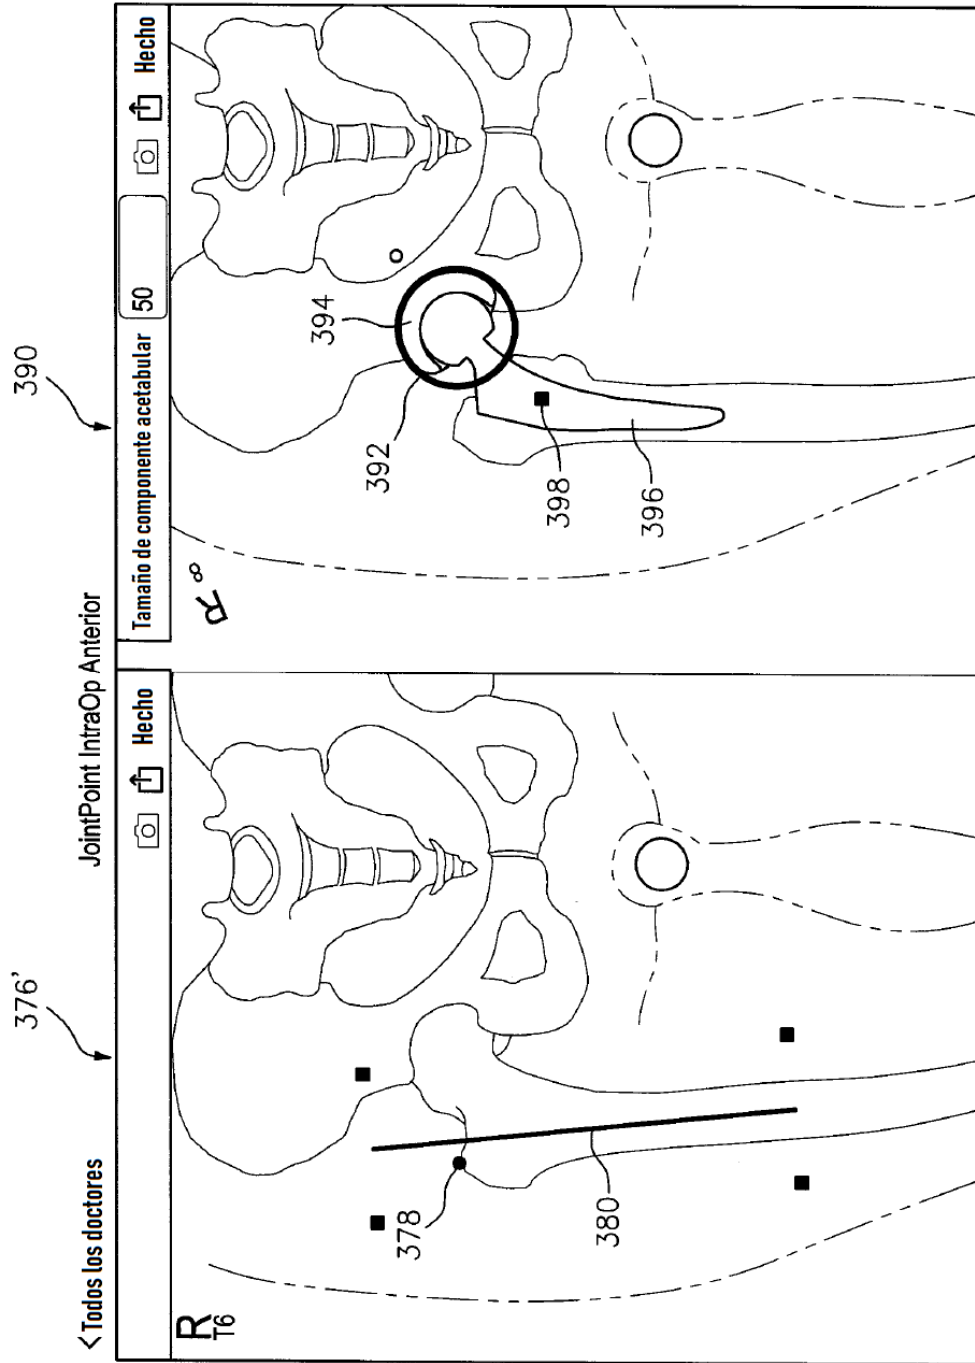 376'
390
<Todos los doctores
JointPoint IntraOp Anterior
Hecho
Tamaño de componente acetabular 50 Hecho
R
T6
R
394
392
378
398
380
396